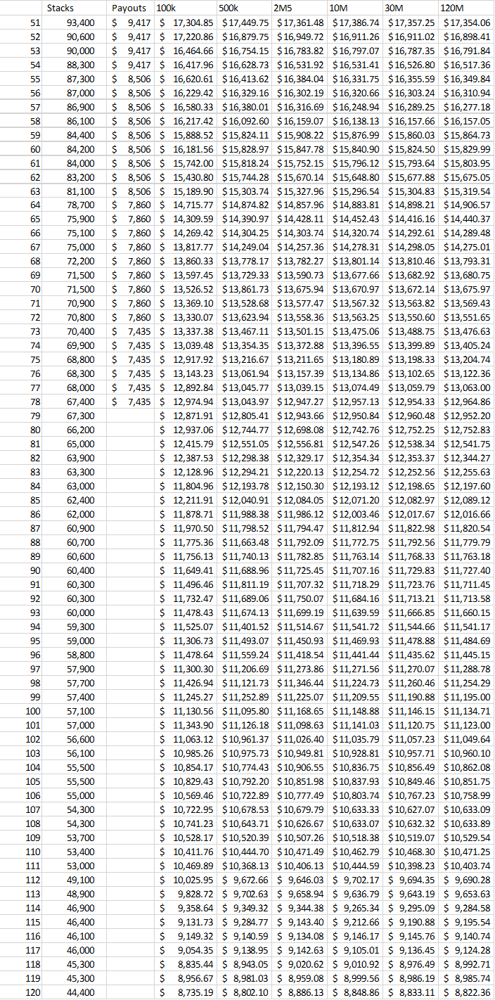 Stacks Payouts 100k 500k 2M5 10M 30M 120M
51 93,400 $ 9,417 $ 17,304.85 $17,449.75 $17,361.48 $17,386.74 $17,357.25 $17,354.06
52 90,600 $ 9,417 $ 17,220.86 $16,879.75 $16,949.72 $16,911.26 $16,911.02 $16,898.41
53 90,000 $ 9,417 $ 16,464.66 $16,754.15 $16,783.82 $16,797.07 $16,787.35 $16,791.84
54 88,300 $ 9,417 $ 16,417.96 $16,628.73 $16,531.92 $16,531.41 $16,526.80 $16,517.36
55 87,300 $ 8,506 $ 16,620.61 $16,413.62 $16,384.04 $16,331.75 $16,355.59 $16,349.84
56 87,000 $ 8,506 $ 16,229.42 $16,329.16 $16,302.19 $16,320.66 $16,303.24 $16,310.94
57 86,900 $ 8,506 $ 16,580.33 $16,380.01 $16,316.69 $16,248.94 $16,289.25 $16,277.18
58 86,100 $ 8,506 $ 16,217.42 $16,092.60 $16,159.07 $16,138.13 $16,157.66 $16,157.05
59 84,400 $ 8,506 $ 15,888.52 $15,824.11 $15,908.22 $15,876.99 $15,860.03 $15,864.73
60 84,200 $ 8,506 $ 16,181.56 $15,828.97 $15,847.78 $15,840.90 $15,824.50 $15,829.99
61 84,000 $ 8,506 $ 15,742.00 $15,818.24 $15,752.15 $15,796.12 $15,793.64 $15,803.95
62 83,200 $ 8,506 $ 15,430.80 $15,744.28 $15,670.14 $15,648.80 $15,677.88 $15,675.05
63 81,100 $ 8,506 $ 15,189.90 $15,303.74 $15,327.96 $15,296.54 $15,304.83 $15,319.54
64 78,700 $ 7,860 $ 14,715.77 $14,874.82 $14,857.96 $14,883.81 $14,898.21 $14,906.57
65 75,900 $ 7,860 $ 14,309.59 $14,390.97 $14,428.11 $14,452.43 $14,416.16 $14,440.37
66 75,100 $ 7,860 $ 14,269.42 $14,304.25 $14,303.74 $14,320.74 $14,292.61 $14,289.48
67 75,000 $ 7,860 $ 13,817.77 $14,249.04 $14,257.36 $14,278.31 $14,298.05 $14,275.01
68 72,200 $ 7,860 $ 13,860.33 $13,778.17 $13,782.27 $13,801.14 $13,810.46 $13,793.31
69 71,500 $ 7,860 $ 13,597.45 $13,729.33 $13,590.73 $13,677.66 $13,682.92 $13,680.75
70 71,500 $ 7,860 $ 13,526.52 $13,861.73 $13,675.94 $13,670.97 $13,672.14 $13,675.97
71 70,900 $ 7,860 $ 13,369.10 $13,528.68 $13,577.47 $13,567.32 $13,563.82 $13,569.43
72 70,800 $ 7,860 $ 13,330.07 $13,623.94 $13,558.36 $13,563.25 $13,550.60 $13,551.65
73 70,400 $ 7,435 $ 13,337.38 $13,467.11 $13,501.15 $13,475.06 $13,488.75 $13,476.63
74 69,900 $ 7,435 $ 13,039.48 $13,354.35 $13,372.88 $13,396.55 $13,399.89 $13,405.24
75 68,800 $ 7,435 $ 12,917.92 $13,216.67 $13,211.65 $13,180.89 $13,198.33 $13,204.74
76 68,300 $ 7,435 $ 13,143.23 $13,061.94 $13,157.39 $13,134.86 $13,102.65 $13,122.36
77 68,000 $ 7,435 $ 12,892.84 $13,045.77 $13,039.15 $13,074.49 $13,059.79 $13,063.00
78 67,400 $ 7,435 $ 12,974.94 $13,043.97 $12,947.27 $12,957.13 $12,954.33 $12,964.86
79 67,300 $ 12,871.91 $12,805.41 $12,943.66 $12,950.84 $12,960.48 $12,952.20
80 66,200 $ 12,937.06 $12,744.77 $12,698.08 $12,742.76 $12,752.25 $12,752.83
81 65,000 $ 12,415.79 $12,551.05 $12,556.81 $12,547.26 $12,538.34 $12,541.75
82 63,900 $ 12,387.53 $12,298.38 $12,329.17 $12,354.34 $12,353.37 $12,344.27
83 63,300 $ 12,128.96 $12,294.21 $12,220.13 $12,254.72 $12,252.56 $12,255.63
84 63,000 $ 11,804.96 $12,193.78 $12,150.30 $12,193.12 $12,198.65 $12,197.60
85 62,400 $ 12,211.91 $12,040.91 $12,084.05 $12,071.20 $12,082.97 $12,089.12
86 62,000 $ 11,878.71 $11,988.38 $11,986.12 $12,003.46 $12,017.67 $12,016.66
87 60,900 $ 11,970.50 $11,798.52 $11,794.47 $11,812.94 $11,822.98 $11,820.54
88 60,700 $ 11,775.36 $11,663.48 $11,792.09 $11,772.75 $11,792.56 $11,779.79
89 60,600 $ 11,756.13 $11,740.13 $11,782.85 $11,763.14 $11,768.33 $11,763.18
90 60,400 $ 11,649.41 $11,688.96 $11,725.45 $11,707.16 $11,729.83 $11,727.40
91 60,300 $ 11,496.46 $11,811.19 $11,707.32 $11,718.29 $11,723.76 $11,711.45
92 60,300 $ 11,732.47 $11,689.06 $11,750.07 $11,684.16 $11,713.21 $11,713.58
93 60,000 $ 11,478.43 $11,674.13 $11,699.19 $11,639.59 $11,666.85 $11,660.15
94 59,300 $ 11,525.07 $11,401.52 $11,514.67 $11,541.72 $11,544.66 $11,541.17
95 59,000 $ 11,306.73 $11,493.07 $11,450.93 $11,469.93 $11,478.88 $11,484.69
96 58,800 $ 11,478.64 $11,559.24 $11,418.54 $11,441.44 $11,435.62 $11,445.15
97 57,900 $ 11,300.30 $11,206.69 $11,273.86 $11,271.56 $11,270.07 $11,288.78
98 57,700 $ 11,426.94 $11,121.73 $11,346.44 $11,224.73 $11,260.46 $11,254.29
99 57,400 $ 11,245.27 $11,252.89 $11,225.07 $11,209.55 $11,190.88 $11,195.00
100 57,100 $ 11,130.56 $11,095.80 $11,168.65 $11,148.88 $11,146.15 $11,134.71
101 57,000 $ 11,343.90 $11,126.18 $11,098.63 $11,141.03 $11,120.75 $11,123.00
102 56,600 $ 11,063.12 $10,961.37 $11,026.40 $11,035.79 $11,057.23 $11,049.64
103 56,100 $ 10,985.26 $10,975.73 $10,949.81 $10,928.81 $10,957.71 $10,960.10
104 55,500 $ 10,854.17 $10,774.43 $10,906.55 $10,836.75 $10,856.49 $10,862.08
105 55,500 $ 10,829.43 $10,792.20 $10,851.98 $10,837.93 $10,849.46 $10,851.75
106 55,000 $ 10,569.46 $10,722.89 $10,777.49 $10,803.74 $10,767.23 $10,758.99
107 54,300 $ 10,722.95 $10,678.53 $10,679.79 $10,633.33 $10,627.07 $10,633.09
108 54,300 $ 10,741.23 $10,643.71 $10,626.67 $10,633.07 $10,632.32 $10,633.89
109 53,700 $ 10,528.17 $10,520.39 $10,507.26 $10,518.38 $10,519.07 $10,529.54
110 53,400 $ 10,411.76 $10,444.70 $10,471.49 $10,462.79 $10,468.30 $10,471.25
111 53,000 $ 10,469.89 $10,368.13 $10,406.13 $10,444.59 $10,398.23 $10,403.74
112 49,100 $ 10,025.95 $ 9,672.66 $ 9,646.03 $ 9,702.17 $ 9,694.35 $ 9,690.28
113 48,900 $ 9,828.72 $ 9,702.63 $ 9,658.94 $ 9,636.79 $ 9,643.19 $ 9,653.63
114 46,900 $ 9,358.64 $ 9,349.32 $ 9,344.38 $ 9,265.34 $ 9,295.09 $ 9,284.58
115 46,400 $ 9,131.73 $ 9,284.77 $ 9,143.40 $ 9,212.66 $ 9,190.88 $ 9,195.54
116 46,100 $ 9,149.32 $ 9,140.59 $ 9,134.08 $ 9,146.17 $ 9,145.76 $ 9,140.74
117 46,000 $ 9,054.35 $ 9,138.95 $ 9,142.63 $ 9,105.01 $ 9,136.45 $ 9,124.28
118 45,300 $ 8,835.44 $ 8,943.05 $ 9,020.62 $ 9,010.92 $ 8,976.49 $ 8,992.71
119 45,300 $ 8,956.67 $ 8,981.03 $ 8,959.08 $ 8,999.56 $ 8,986.19 $ 8,985.74
120 44,400 $ 8,735.19 $ 8,802.10 $ 8,886.13 $ 8,848.86 $ 8,833.11 $ 8,822.36